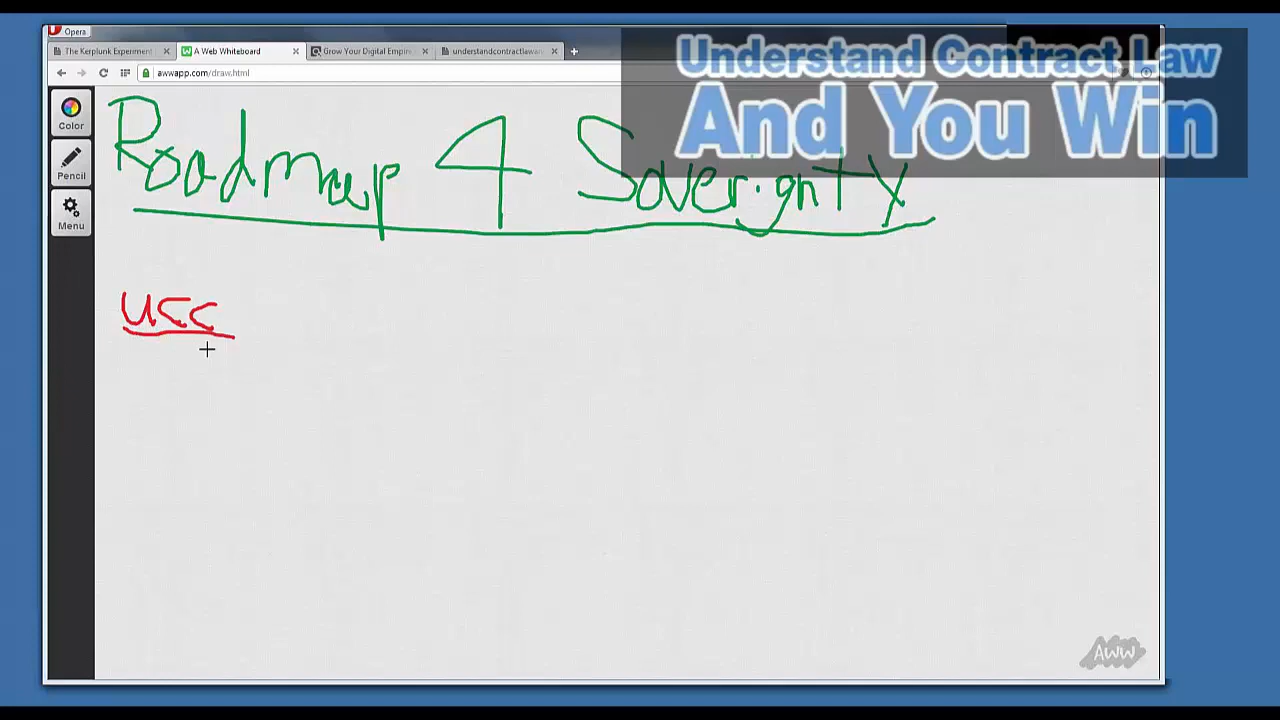 Opera
The Kerplunk Experiment
A Web Whiteboard
Grow Your Digital Empire
understandcontractlawan
awwapp.com/draw.html
Understand Contract Law
And You Win
Color
Pencil
Menu
Roadmap 4 Soverignty
UCC
AWW